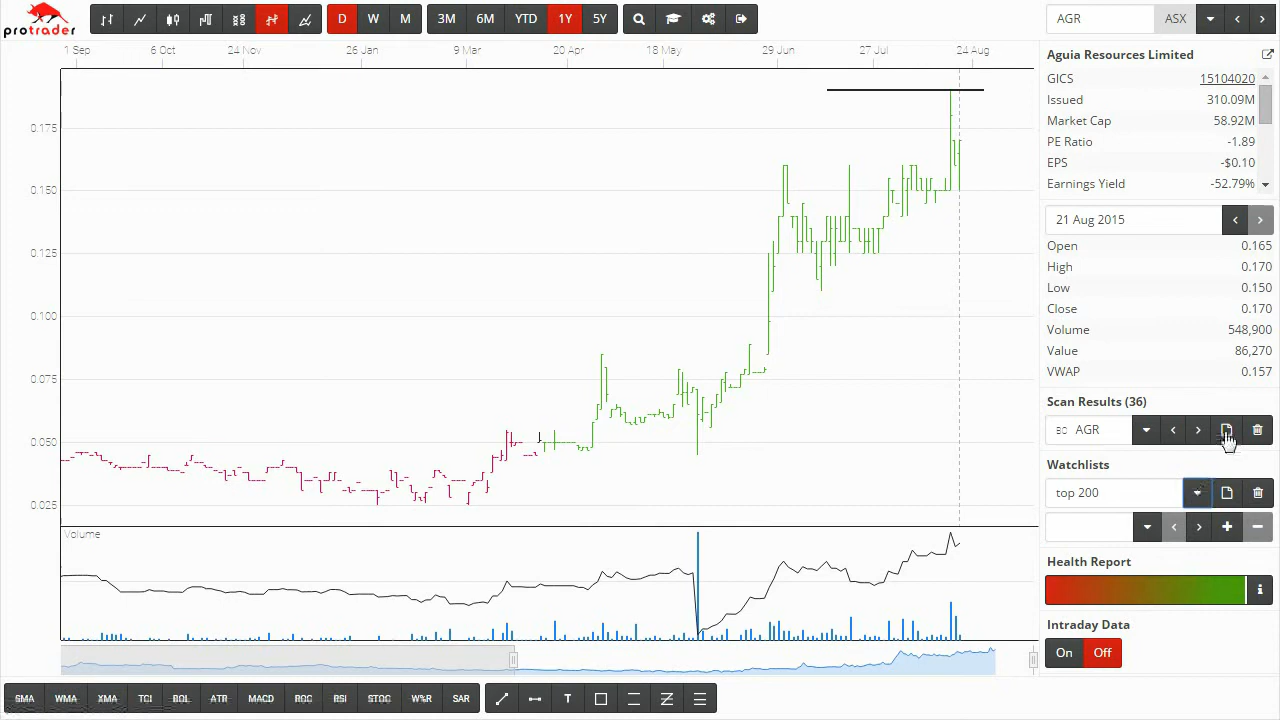 protrader
D W M
3M 6M YTD 1Y 5Y
AGR ASX
1 Sep 6 Oct 24 Nov 26 Jan 9 Mar 20 Apr 18 May 29 Jun 27 Jul 24 Aug
0.175
0.150
0.125
0.100
0.075
0.050
0.025
Volume
Aguia Resources Limited
GICS 15104020
Issued 310.09M
Market Cap 58.92M
PE Ratio -1.89
EPS -$0.10
Earnings Yield -52.79%
21 Aug 2015
Open 0.165
High 0.170
Low 0.150
Close 0.170
Volume 548,900
Value 86,270
VWAP 0.157
Scan Results (36)
AGR
Watchlists
top 200
Health Report
Intraday Data
On Off
SMA WMA XMA TCI BOL ATR MACD ROC RSI STOC W%R SAR T